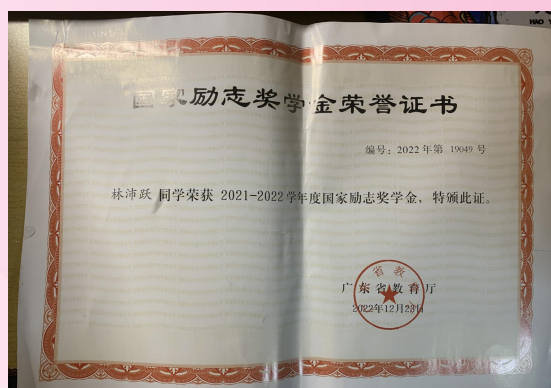 国家励志奖学金荣誉证书
编号：2022年第 19049 号
林沛跃 同学荣获 2021-2022学年度国家励志奖学金，特颁此证。
广东省教育厅
2022年12月23日